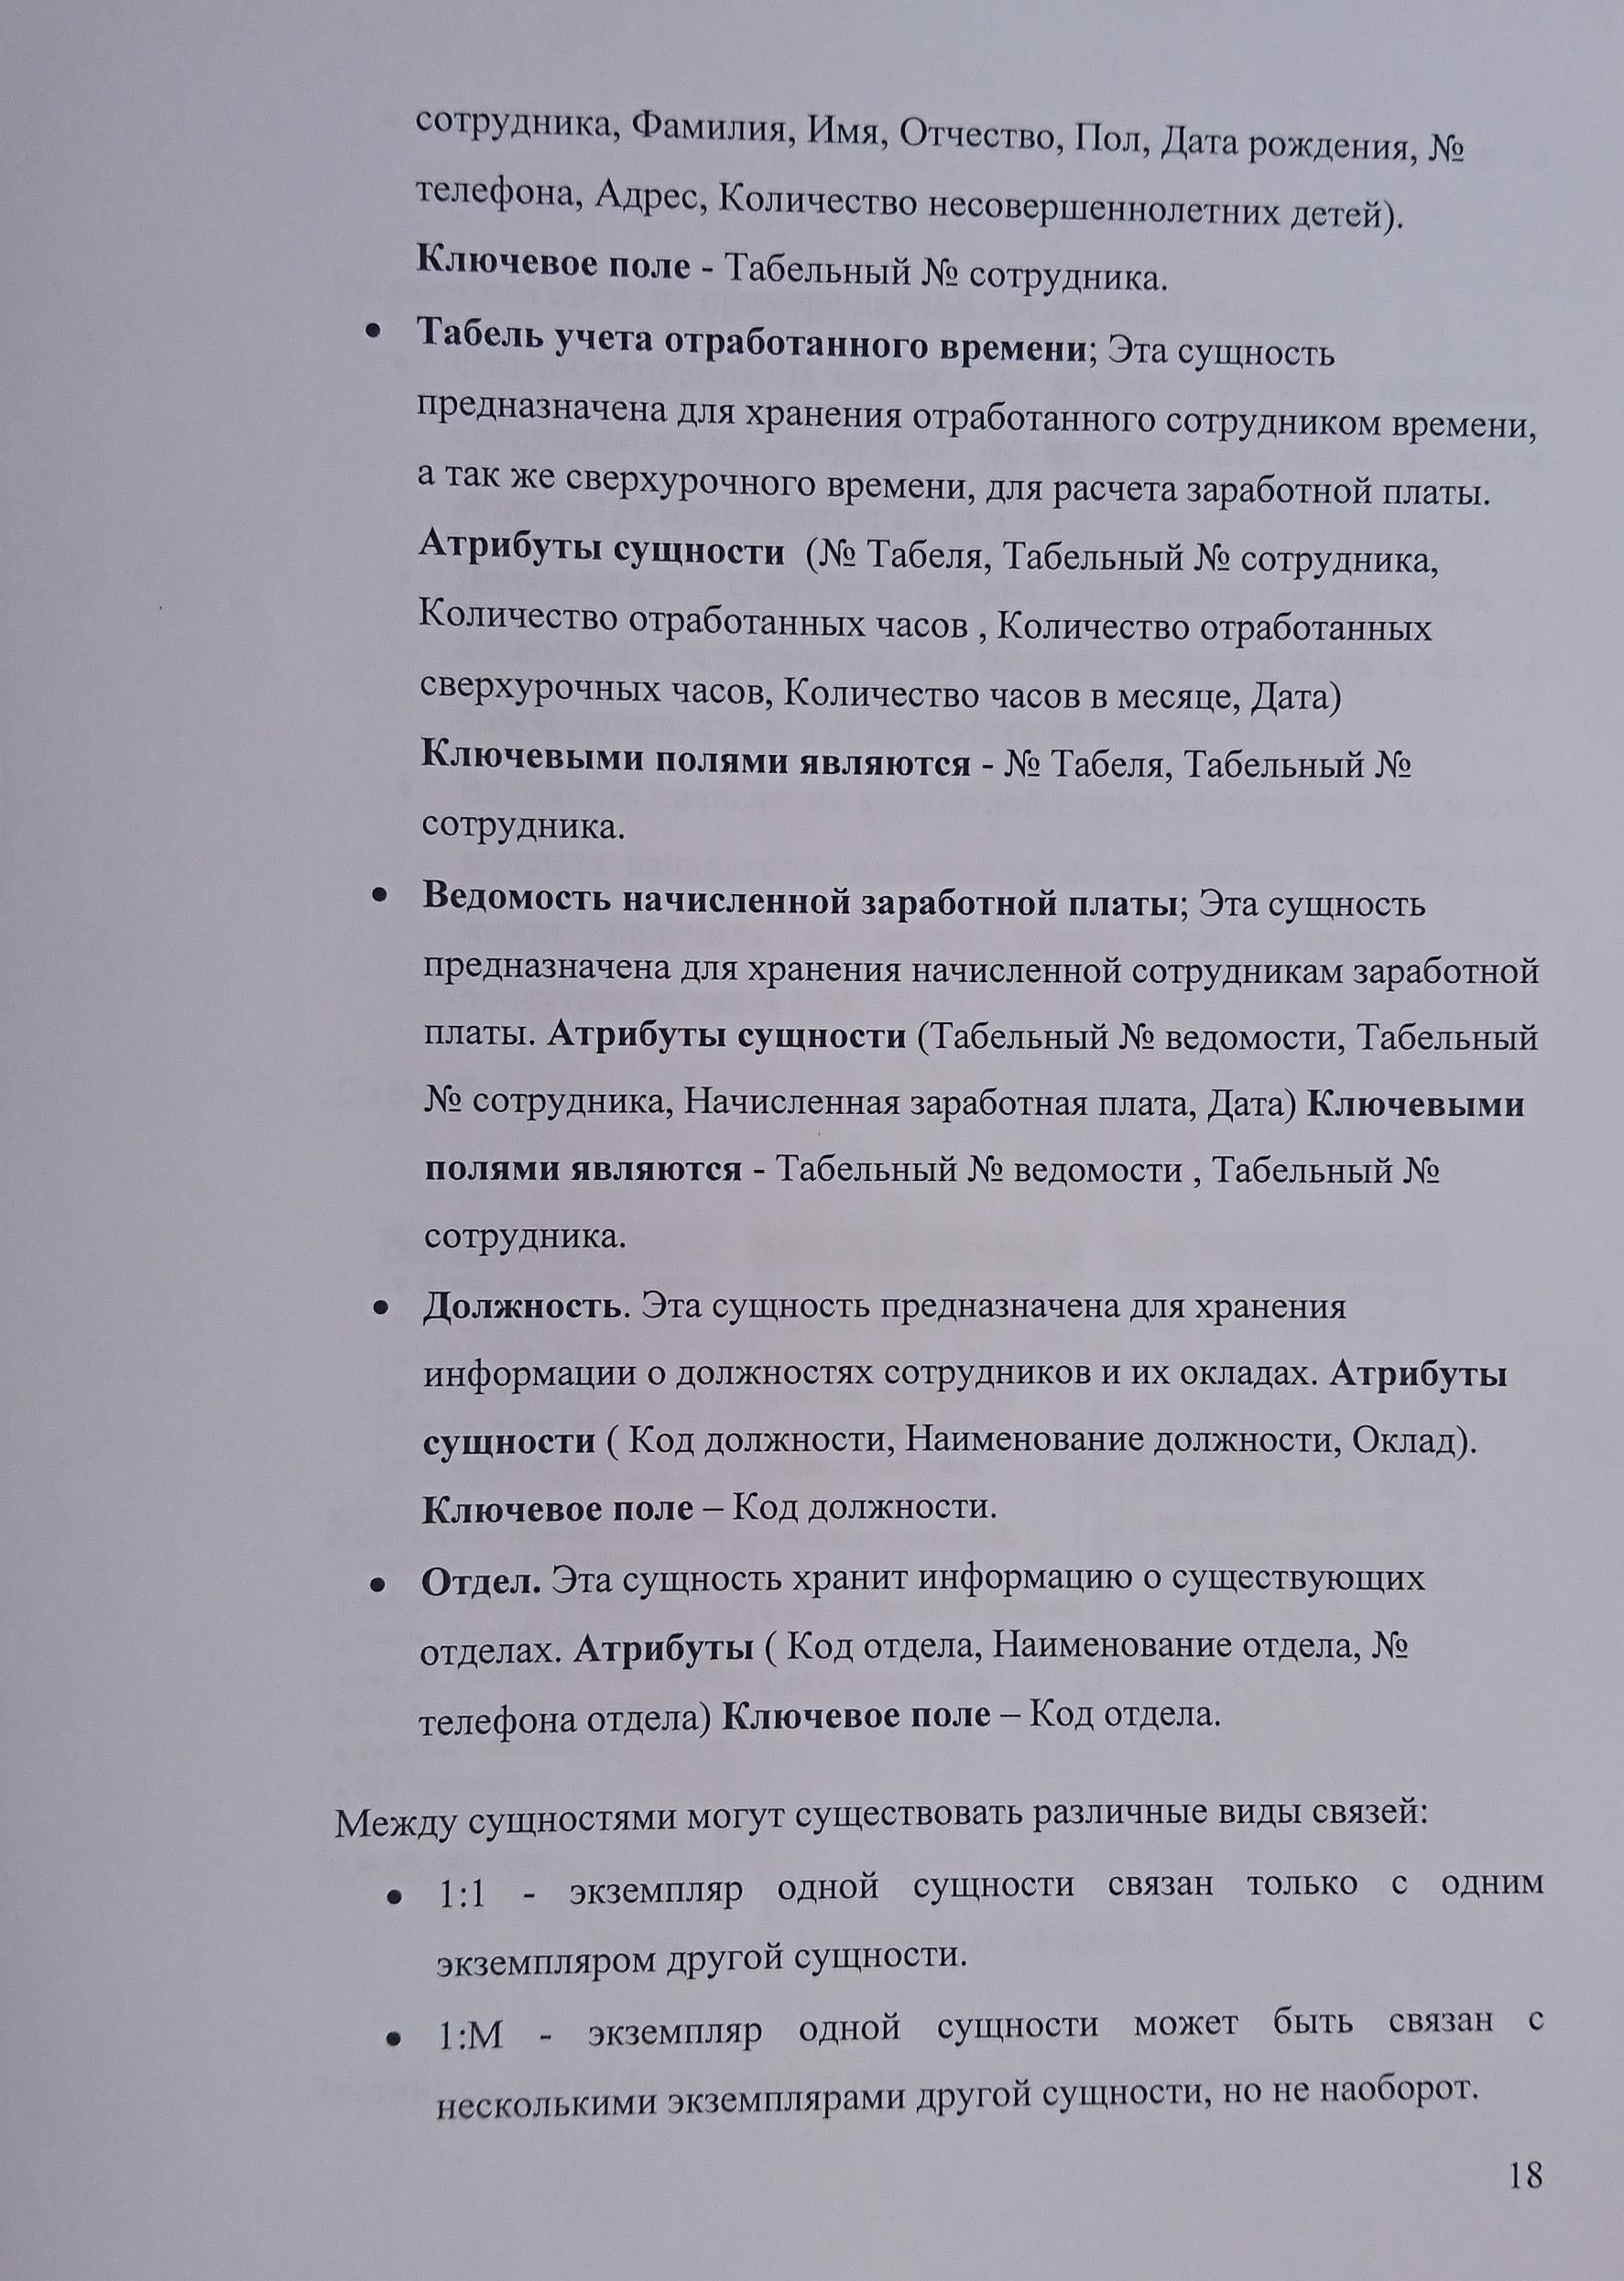 сотрудника, Фамилия, Имя, Отчество, Пол, Дата рождения, №
телефона, Адрес, Количество несовершеннолетних детей).
Ключевое поле - Табельный № сотрудника.
• Табель учета отработанного времени; Эта сущность
предназначена для хранения отработанного сотрудником времени,
а так же сверхурочного времени, для расчета заработной платы.
Атрибуты сущности (№ Табеля, Табельный № сотрудника,
Количество отработанных часов , Количество отработанных
сверхурочных часов, Количество часов в месяце, Дата)
Ключевыми полями являются - № Табеля, Табельный №
сотрудника.
• Ведомость начисленной заработной платы; Эта сущность
предназначена для хранения начисленной сотрудникам заработной
платы. Атрибуты сущности (Табельный № ведомости, Табельный
№ сотрудника, Начисленная заработная плата, Дата) Ключевыми
полями являются - Табельный № ведомости , Табельный №
сотрудника.
• Должность. Эта сущность предназначена для хранения
информации о должностях сотрудников и их окладах. Атрибуты
сущности ( Код должности, Наименование должности, Оклад).
Ключевое поле – Код должности.
• Отдел. Эта сущность хранит информацию о существующих
отделах. Атрибуты ( Код отдела, Наименование отдела, №
телефона отдела) Ключевое поле – Код отдела.
Между сущностями могут существовать различные виды связей:
• 1:1 - экземпляр одной сущности связан только с одним
экземпляром другой сущности.
• 1:М - экземпляр одной сущности может быть связан с
несколькими экземплярами другой сущности, но не наоборот.
18